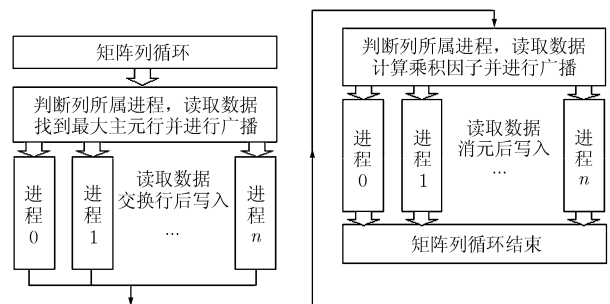 矩阵列循环
判断列所属进程，读取数据
找到最大主元行并进行广播
进程0
进程1
读取数据
交换行后写入
…
进程n
判断列所属进程，读取数据
计算乘积因子并进行广播
进程0
进程1
读取数据
消元后写入
…
进程n
矩阵列循环结束